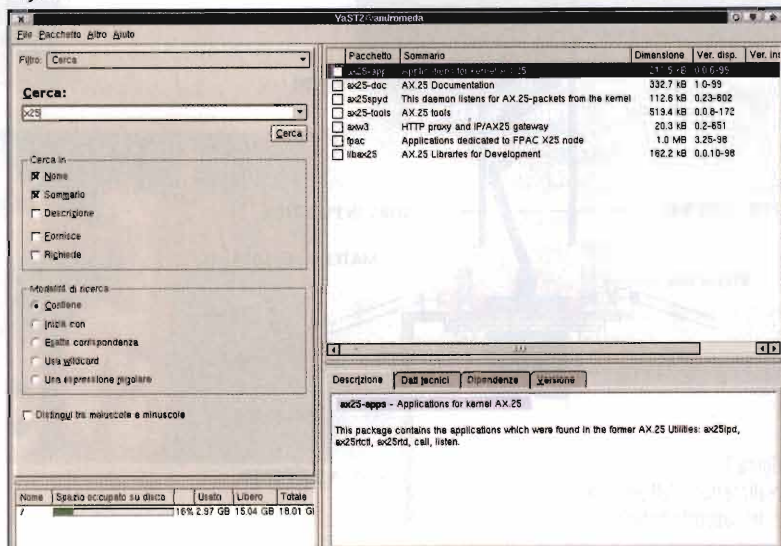 YaST2@andromeda
File Pacchetto Altro Aiuto
Filtro: Cerca
Cerca:
x25
Cerca
Cerca in
Nome
Sommario
Descrizione
Fornisce
Richiede
Modalità di ricerca
Contiene
Inizia con
Esatta corrispondenza
Usa wildcard
Usa espressione regolare
Distingui tra maiuscole e minuscole
Nome Spazio occupato su disco Usato Libero Totale
/ 16% 2.97 GB 15.04 GB 18.01 G
Pacchetto Sommario Dimensione Ver. disp. Ver. in
ax25-doc AX.25 Documentation 332.7 kB 1.0-99
ax25spyd This daemon listens for AX.25-packets from the kernel 112.6 kB 0.23-602
ax25-tools AX.25 tools 519.4 kB 0.0.8-172
axw3 HTTP proxy and IP/AX25 gateway 20.3 kB 0.2-651
fpac Applications dedicated to FPAC X25 node 1.0 MB 3.25-98
libax25 AX.25 Libraries for Development 162.2 kB 0.0.10-98
Descrizione Dati tecnici Dipendenze Versione
ax25-apps - Applications for kernel AX.25
This package contains the applications which were found in the former AX.25 Utilities: ax25ipd,
ax25rtctl, ax25rtd, call, listen.